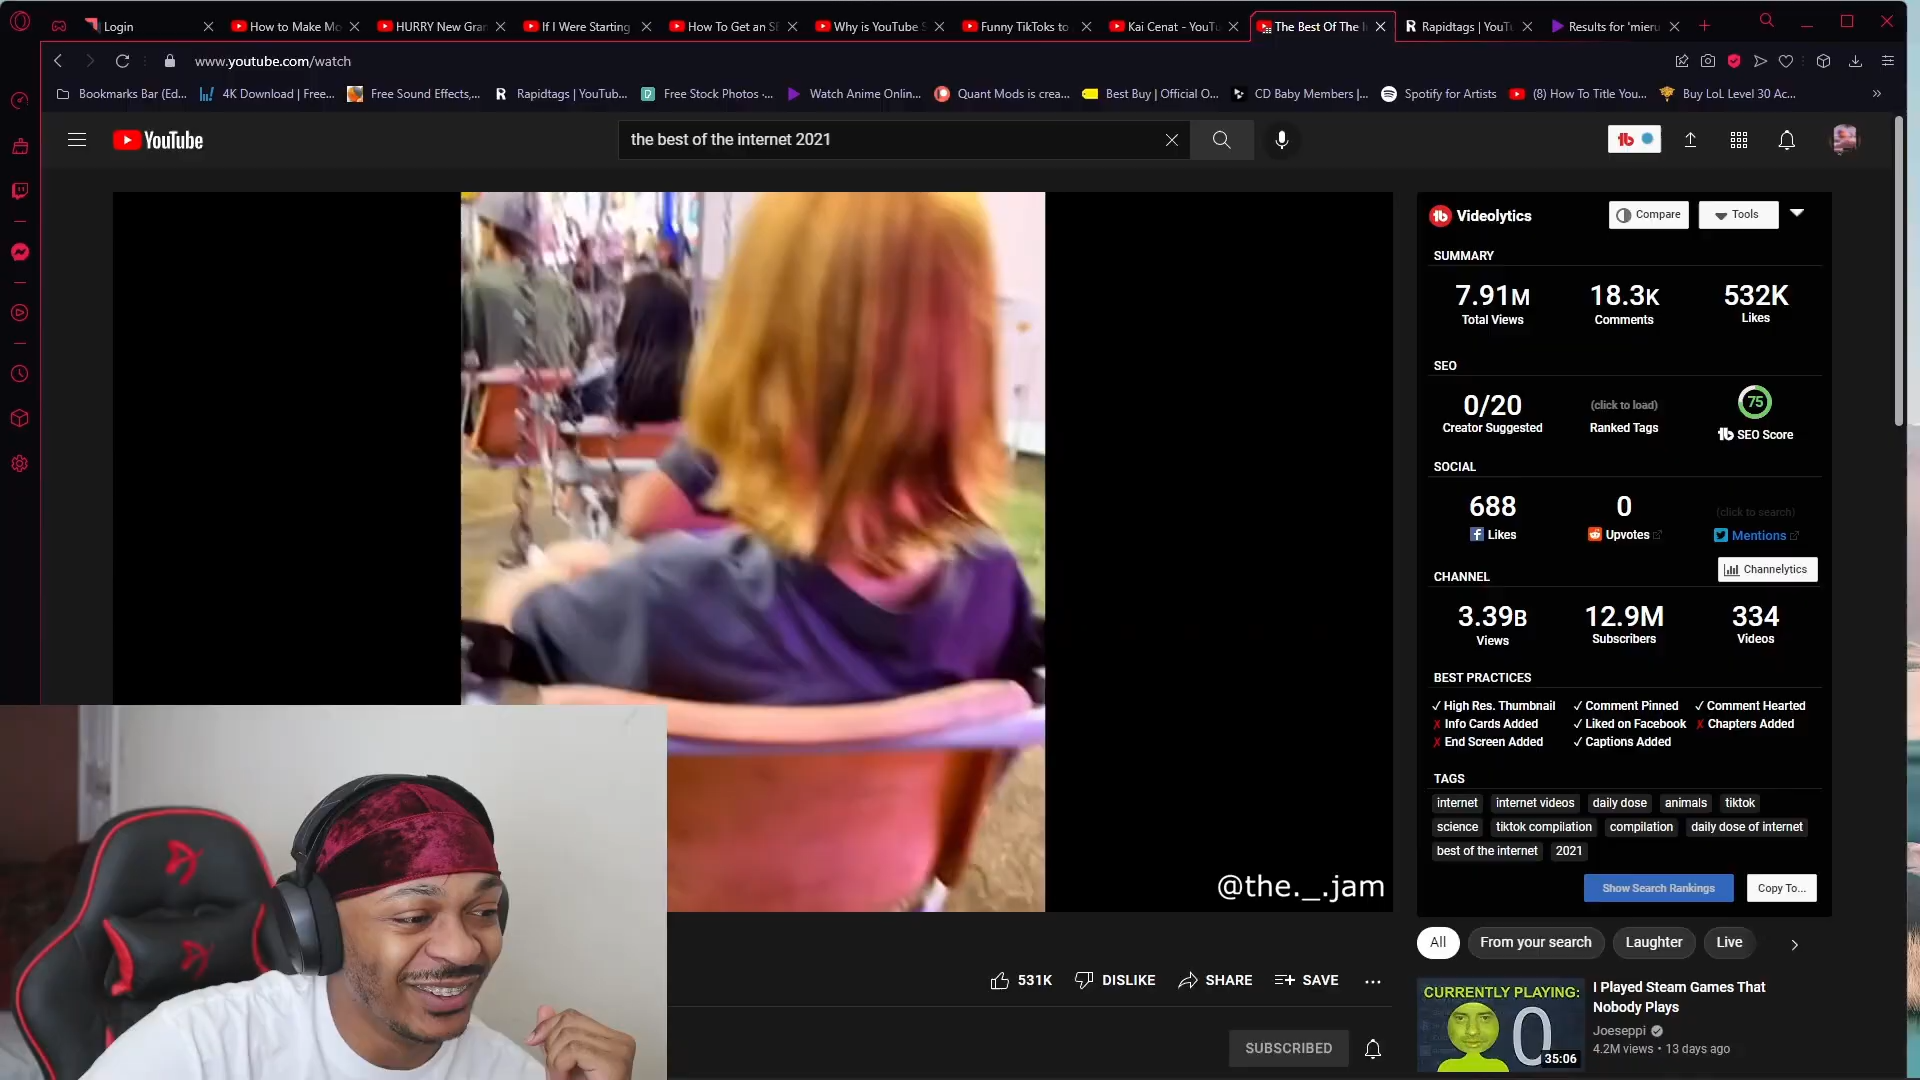 Login
How to Make Mo
HURRY New Gran
If I Were Starting
How To Get an SE
Why is YouTube S
Funny TikToks to
Kai Cenat - YouTu
The Best Of The I
Rapidtags | YouTu
Results for 'mieru
www.youtube.com/watch
Bookmarks Bar (Ed...
4K Download | Free...
Free Sound Effects,...
Rapidtags | YouTub...
Free Stock Photos ·...
Watch Anime Onlin...
Quant Mods is crea...
Best Buy | Official O...
CD Baby Members |...
Spotify for Artists
(8) How To Title You...
Buy LoL Level 30 Ac...
YouTube
the best of the internet 2021
@the._.jam
531K
DISLIKE
SHARE
SAVE
SUBSCRIBED
Videolytics
Compare
Tools
SUMMARY
7.91M 18.3K 532K
Total Views Comments Likes
SEO
0/20 (click to load) 75
Creator Suggested Ranked Tags SEO Score
SOCIAL
688 0 (click to search)
Likes Upvotes Mentions
CHANNEL
Channelytics
3.39B 12.9M 334
Views Subscribers Videos
BEST PRACTICES
✓ High Res. Thumbnail ✓ Comment Pinned ✓ Comment Hearted
✗ Info Cards Added ✓ Liked on Facebook ✗ Chapters Added
✗ End Screen Added ✓ Captions Added
TAGS
internet internet videos daily dose animals tiktok
science tiktok compilation compilation daily dose of internet
best of the internet 2021
Show Search Rankings Copy To...
All From your search Laughter Live
CURRENTLY PLAYING:
0
35:06
I Played Steam Games That
Nobody Plays
Joeseppi
4.2M views • 13 days ago